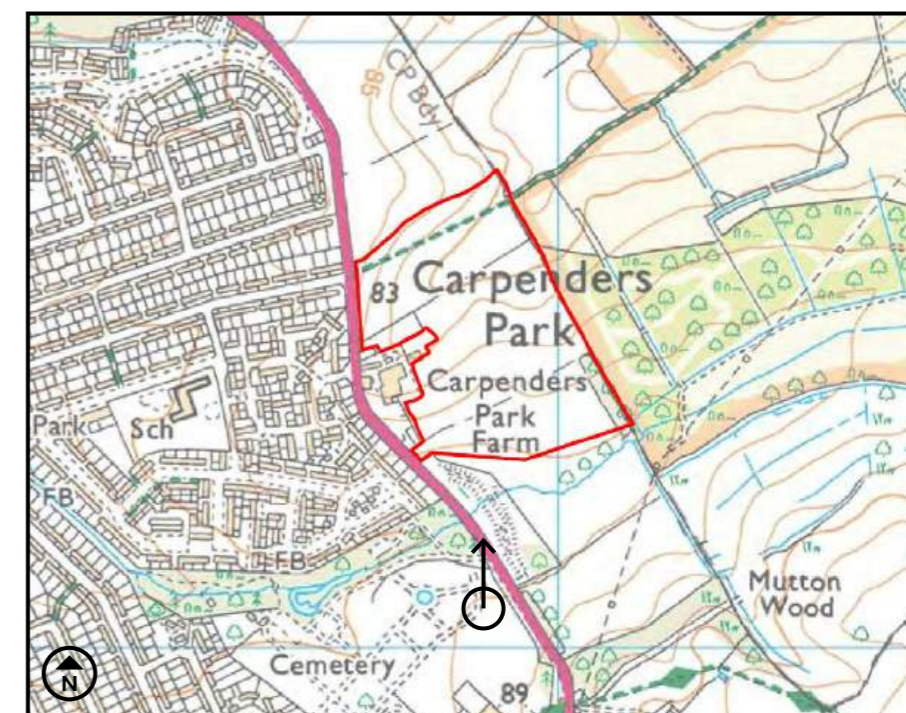 CP Bdy
85
83
Carpenders
Park
Carpenders
Park
Farm
Park
Sch
FB
FB
Mutton
Wood
Cemetery
89
N